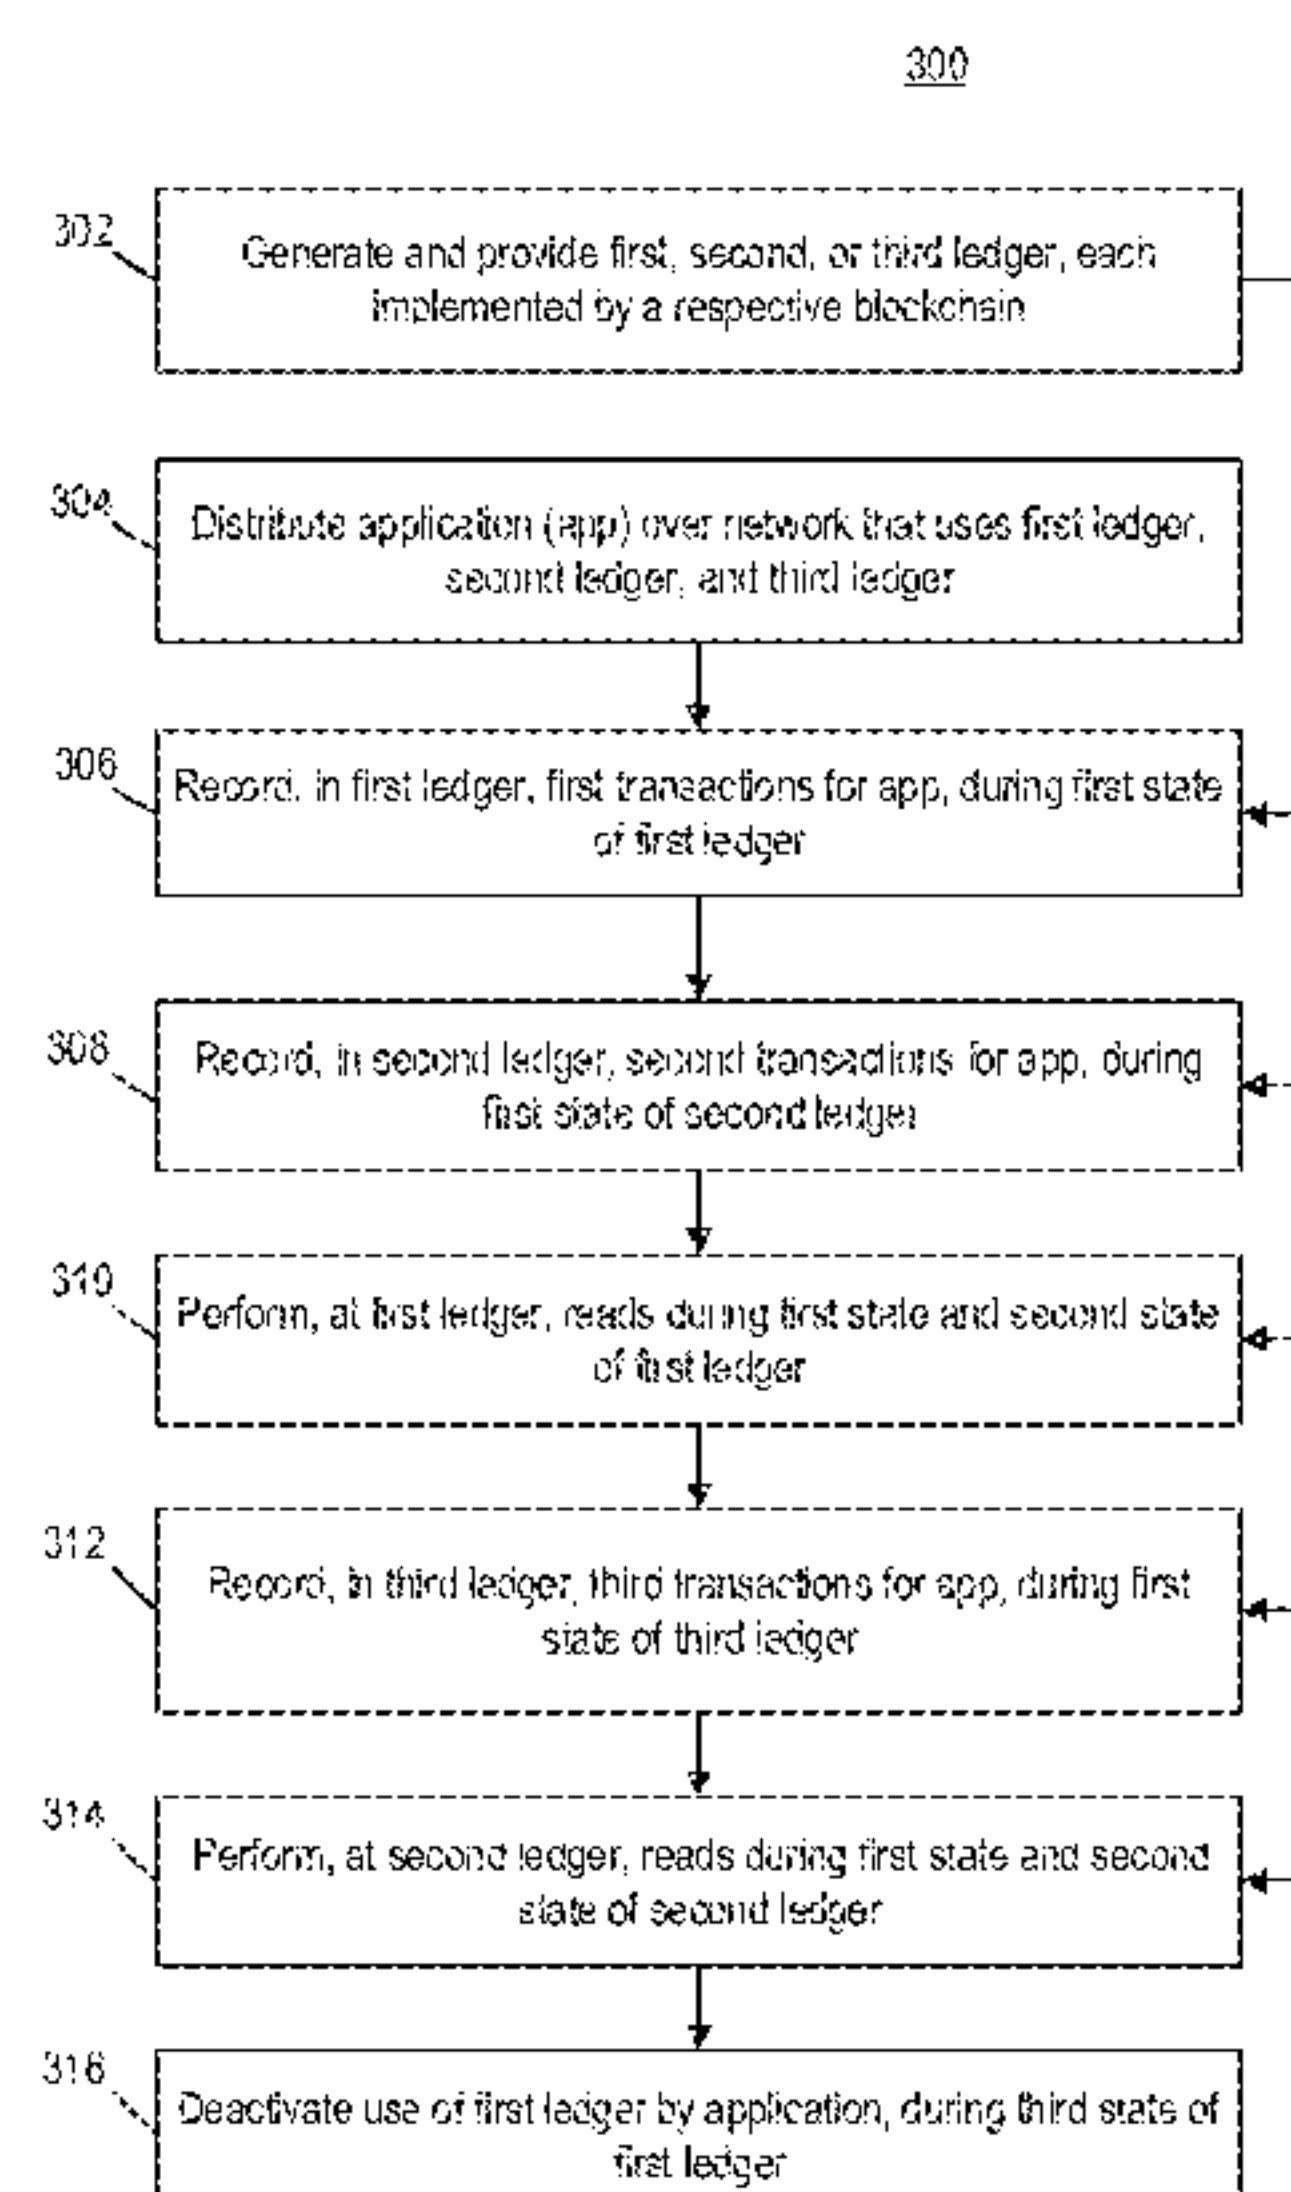 300
302
Generate and provide first, second, or third ledger, each
implemented by a respective blockchain
304
Distribute application (app) over network that uses first ledger,
second ledger, and third ledger
306
Record, in first ledger, first transactions for app, during first state
of first ledger
308
Record, in second ledger, second transactions for app, during
first state of second ledger
310
Perform, at first ledger, reads during first state and second state
of first ledger
312
Record, in third ledger, third transactions for app, during first
state of third ledger
314
Perform, at second ledger, reads during first state and second
state of second ledger
316
Deactivate use of first ledger by application, during third state of
first ledger